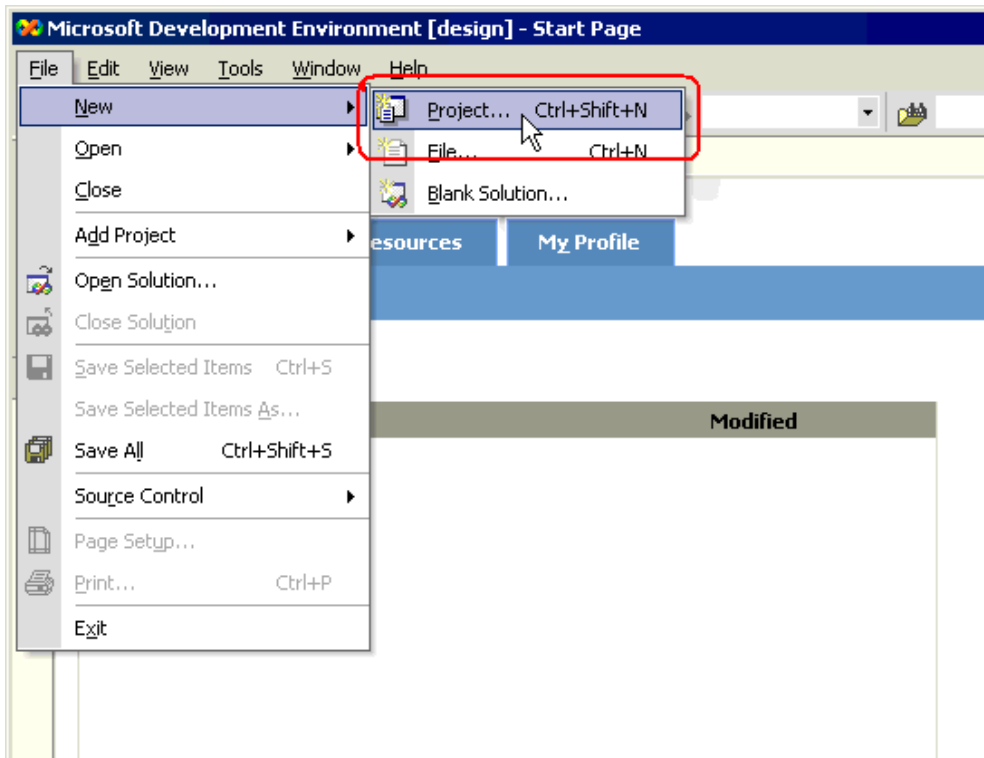 Microsoft Development Environment [design] - Start Page
File Edit View Tools Window Help
New
Project... Ctrl+Shift+N
Open
File... Ctrl+N
Close
Blank Solution...
Add Project
esources
My Profile
Open Solution...
Close Solution
Save Selected Items Ctrl+S
Save Selected Items As...
Modified
Save All Ctrl+Shift+S
Source Control
Page Setup...
Print... Ctrl+P
Exit